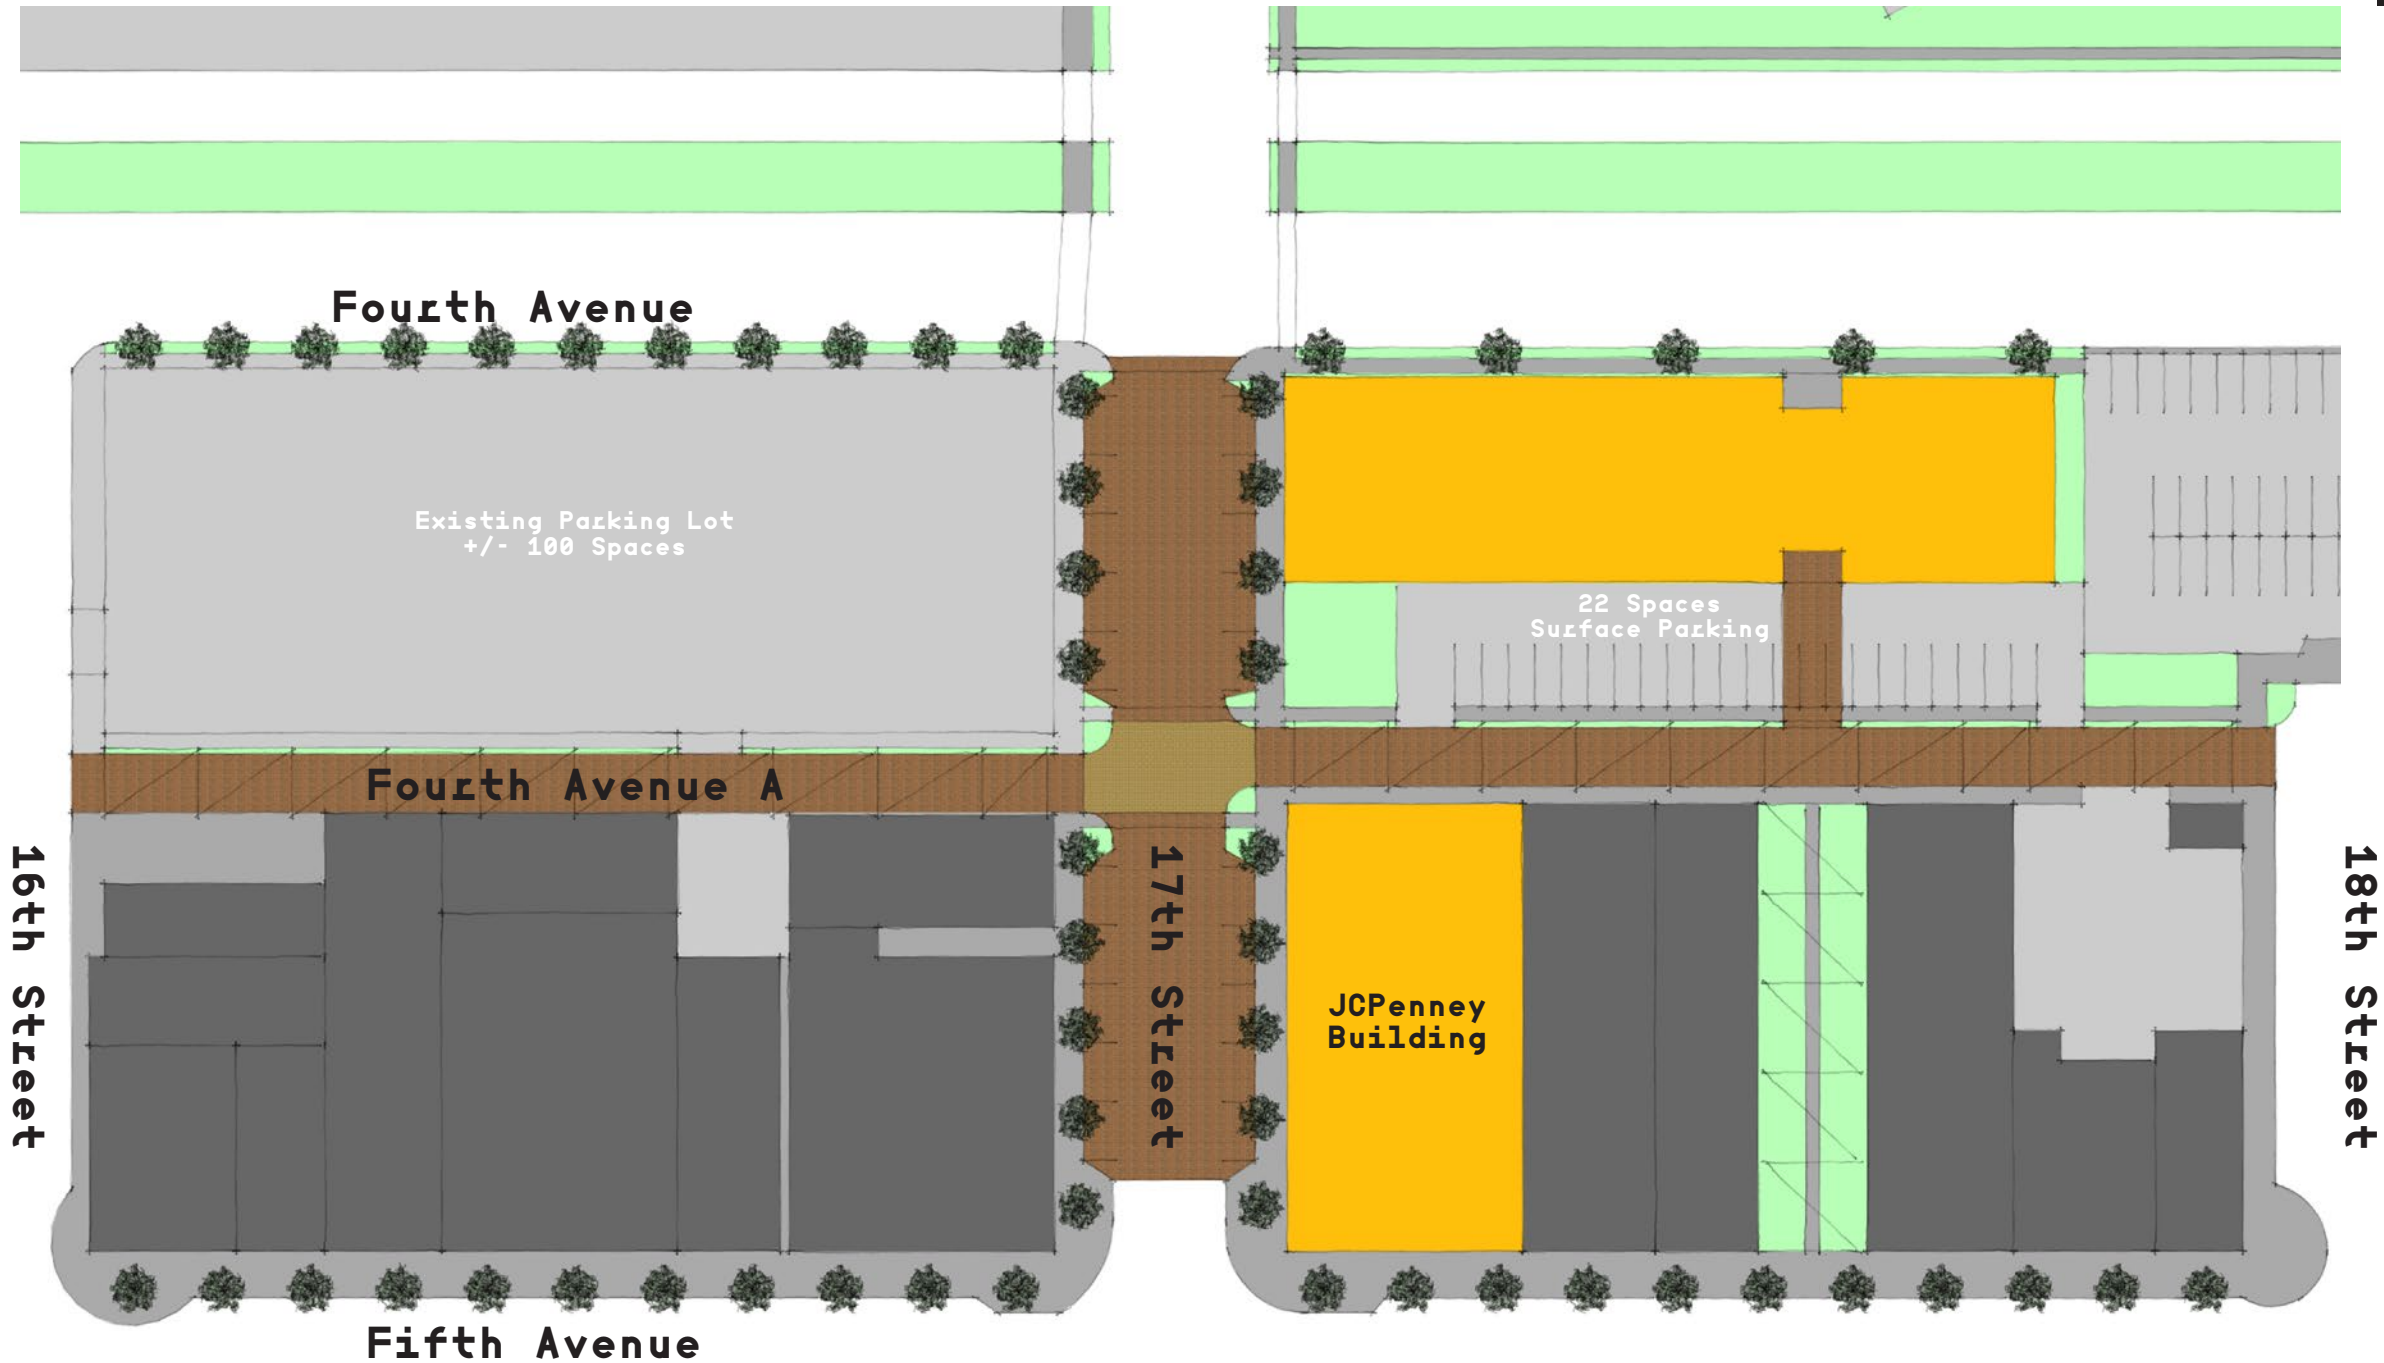 Fourth Avenue
Existing Parking Lot
+/- 100 Spaces
22 Spaces
Surface Parking
Fourth Avenue A
16th Street
17th Street
18th Street
JCPenney
Building
Fifth Avenue